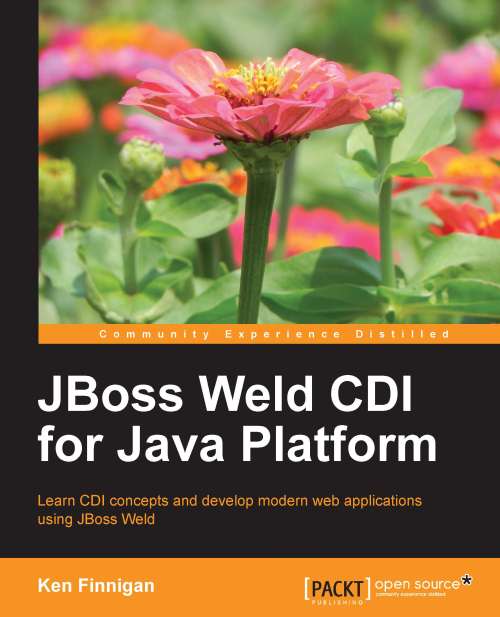 Community Experience Distilled
JBoss Weld CDI
for Java Platform
Learn CDI concepts and develop modern web applications
using JBoss Weld
Ken Finnigan
[PACKT] open source*
PUBLISHING community experience distilled